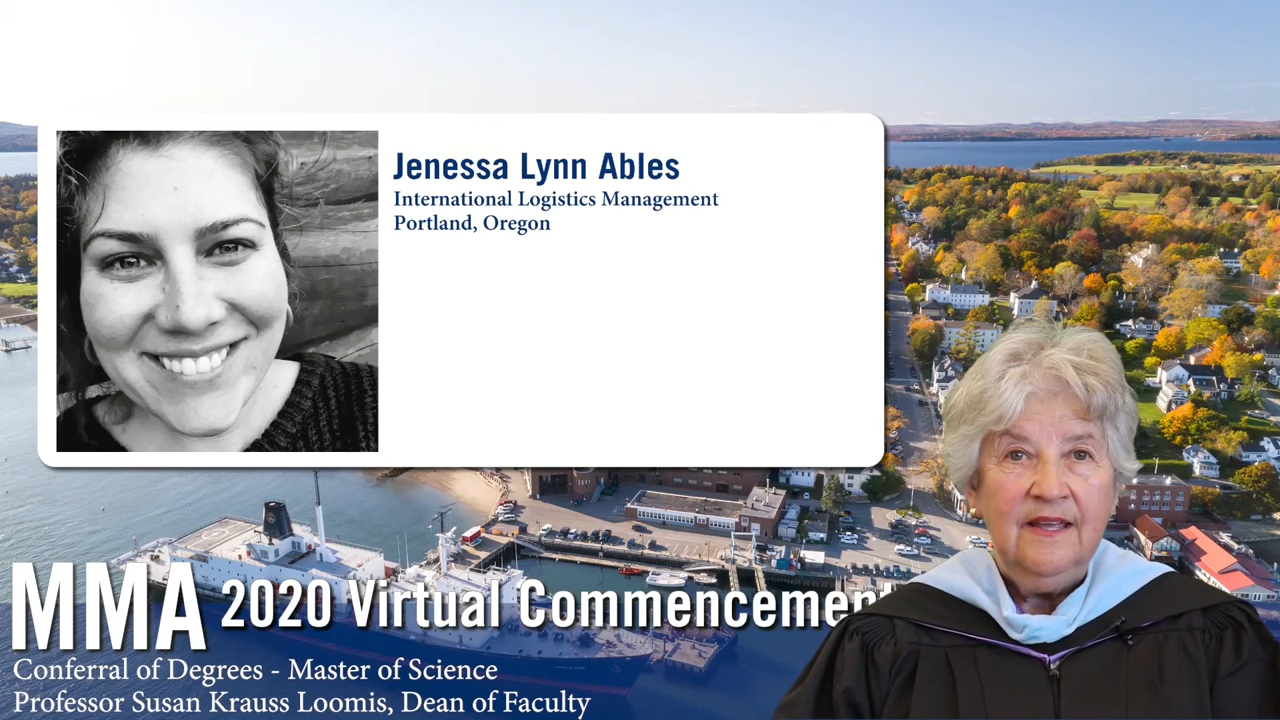 Jenessa Lynn Ables
International Logistics Management
Portland, Oregon
MMA 2020 Virtual Commencement
Conferral of Degrees - Master of Science
Professor Susan Krauss Loomis, Dean of Faculty